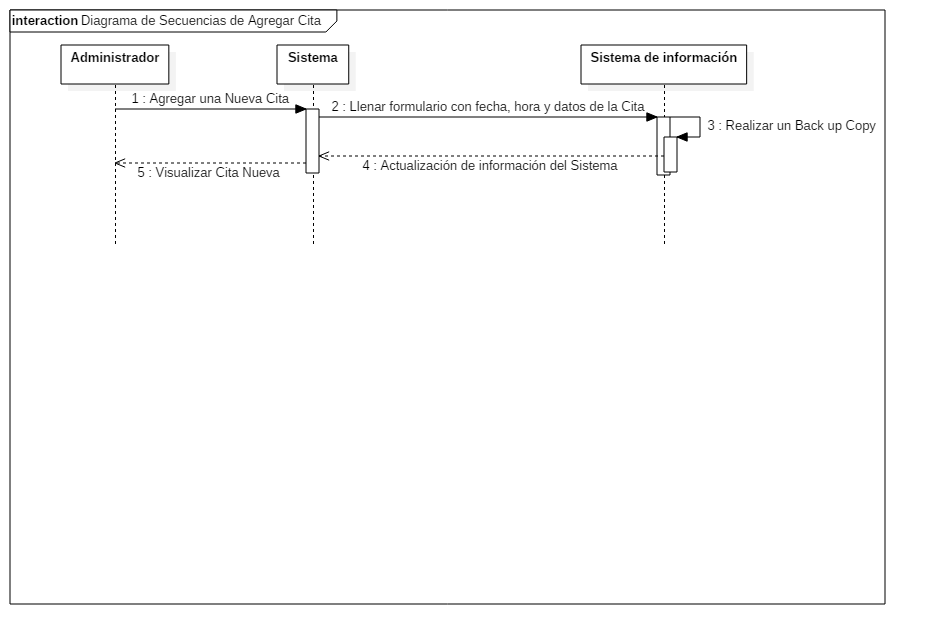 interaction Diagrama de Secuencias de Agregar Cita
Administrador
Sistema
Sistema de información
1 : Agregar una Nueva Cita
2 : Llenar formulario con fecha, hora y datos de la Cita
3 : Realizar un Back up Copy
4 : Actualización de información del Sistema
5 : Visualizar Cita Nueva